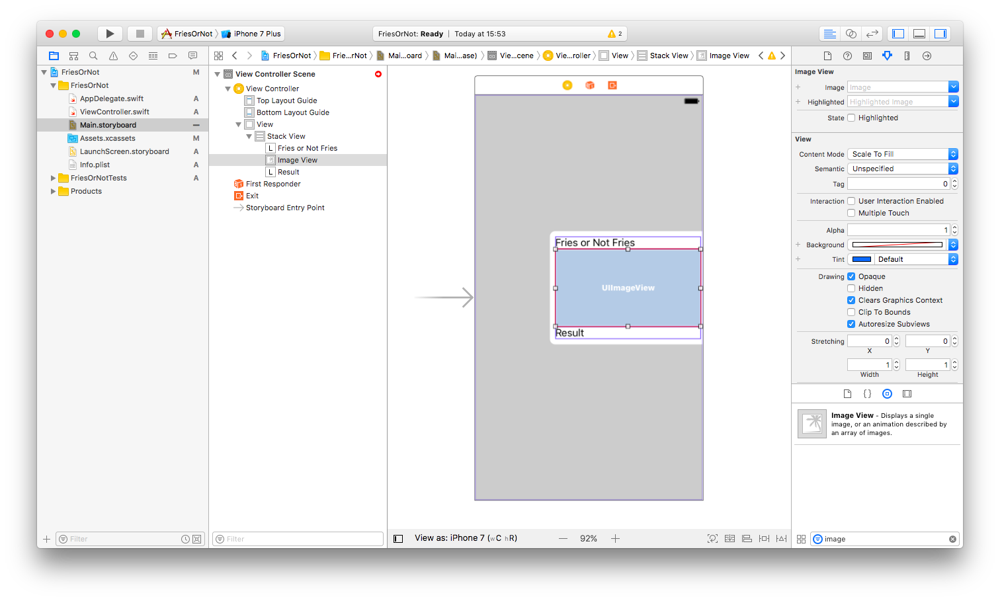 FriesOrNot 〉 iPhone 7 Plus
FriesOrNot: Ready | Today at 15:53
2
FriesOrNot
M
FriesOrNot
AppDelegate.swift
A
ViewController.swift
A
Main.storyboard
Assets.xcassets
M
LaunchScreen.storyboard
A
Info.plist
A
FriesOrNotTests
A
Products
Filter
FriesOrNot 〉 Frie...rNot 〉 Mai...oard 〉 Mai...ase) 〉 Vie...cene 〉 Vie...roller 〉 View 〉 Stack View 〉 Image View
View Controller Scene
View Controller
Top Layout Guide
Bottom Layout Guide
View
Stack View
L Fries or Not Fries
Image View
L Result
First Responder
Exit
Storyboard Entry Point
Filter
Fries or Not Fries
UIImageView
Result
View as: iPhone 7 (wC hR)
92%
Image View
Image Image
Highlighted Highlighted Image
State Highlighted
View
Content Mode Scale To Fill
Semantic Unspecified
Tag 0
Interaction User Interaction Enabled
Multiple Touch
Alpha 1
Background
Tint Default
Drawing Opaque
Hidden
Clears Graphics Context
Clip To Bounds
Autoresize Subviews
Stretching 0 0
X Y
1 1
Width Height
Image View - Displays a single
image, or an animation described by
an array of images.
image